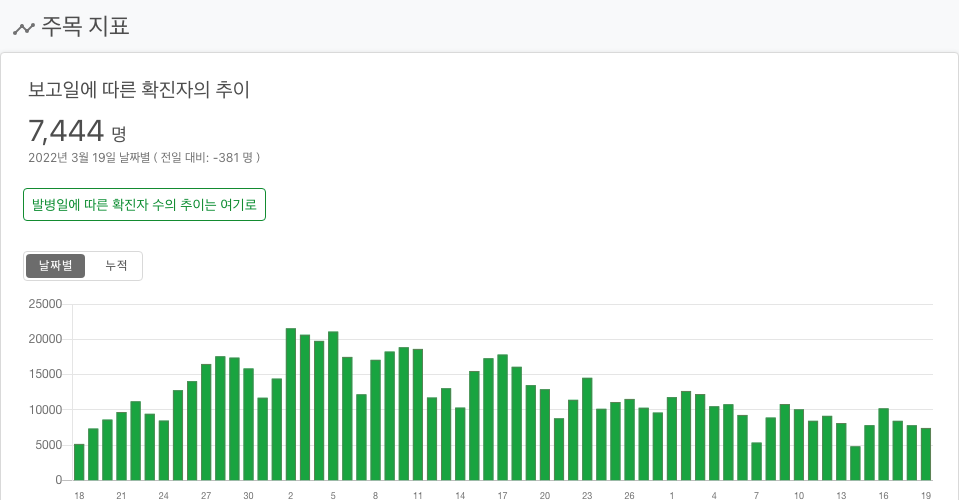 주목 지표
보고일에 따른 확진자의 추이
7,444 명
2022년 3월 19일 날짜별 ( 전일 대비: -381 명 )
발병일에 따른 확진자 수의 추이는 여기로
날짜별 누적
25000
20000
15000
10000
5000
0
18 21 24 27 30 2 5 8 11 14 17 20 23 26 1 4 7 10 13 16 19